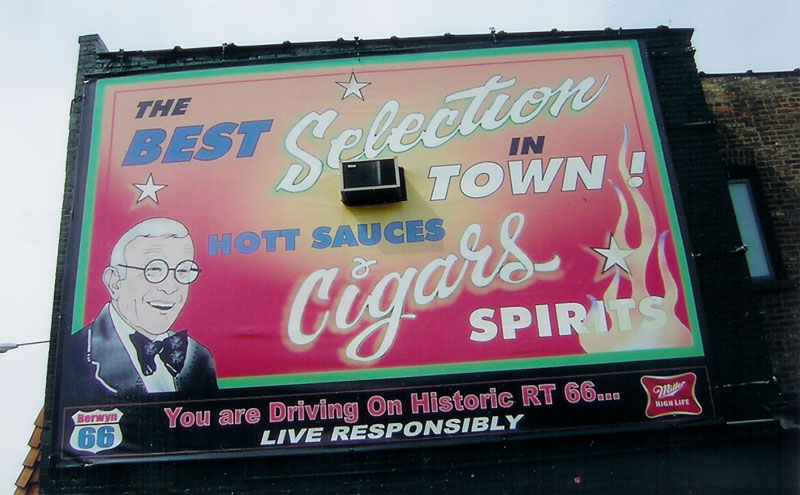 THE
BEST Selection
IN
TOWN !
HOTT SAUCES
Cigars
SPIRITS
You are Driving On Historic RT 66...
LIVE RESPONSIBLY
Berwyn
66
Miller
HIGH LIFE